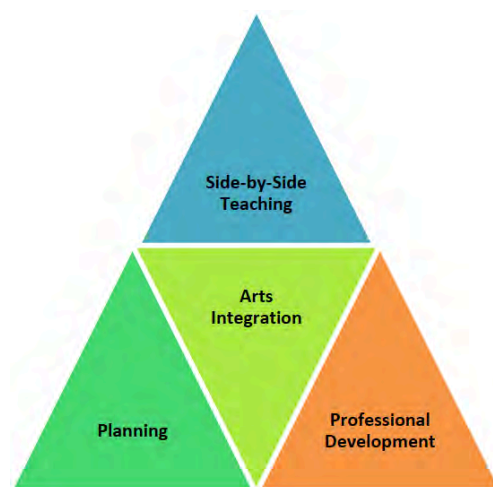 Side-by-Side
Teaching
Arts
Integration
Planning
Professional
Development